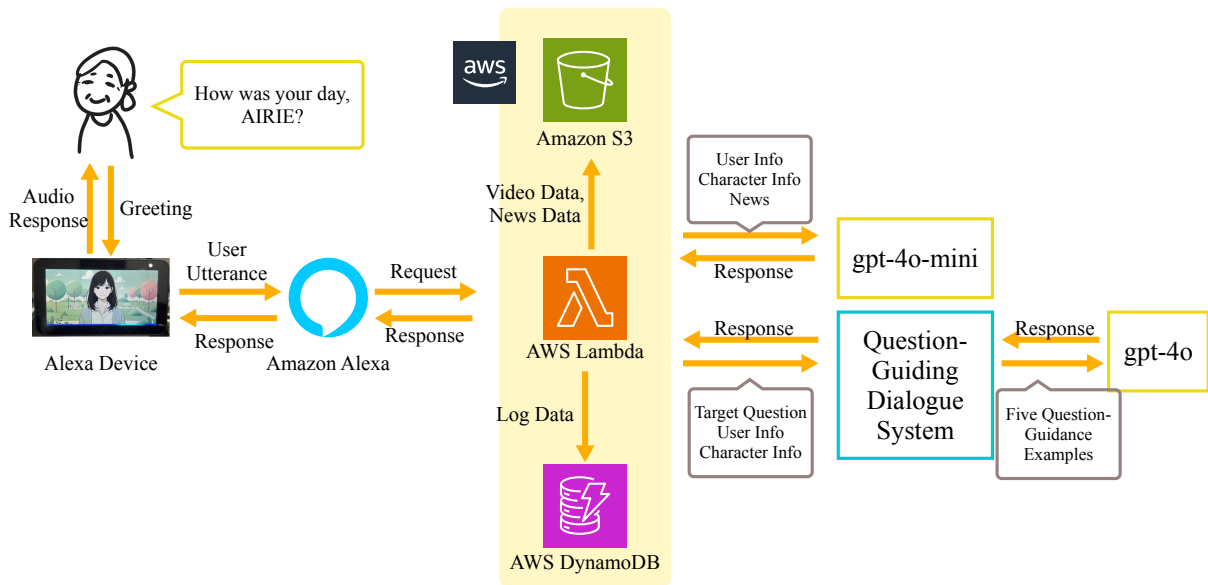 How was your day,
AIRIE?
Audio
Response
Greeting
Alexa Device
User
Utterance
Response
Amazon Alexa
Request
Response
aws
Amazon S3
Video Data,
News Data
AWS Lambda
Log Data
AWS DynamoDB
User Info
Character Info
News
Response
gpt-4o-mini
Response
Target Question
User Info
Character Info
Question-
Guiding
Dialogue
System
Response
gpt-4o
Five Question-
Guidance
Examples